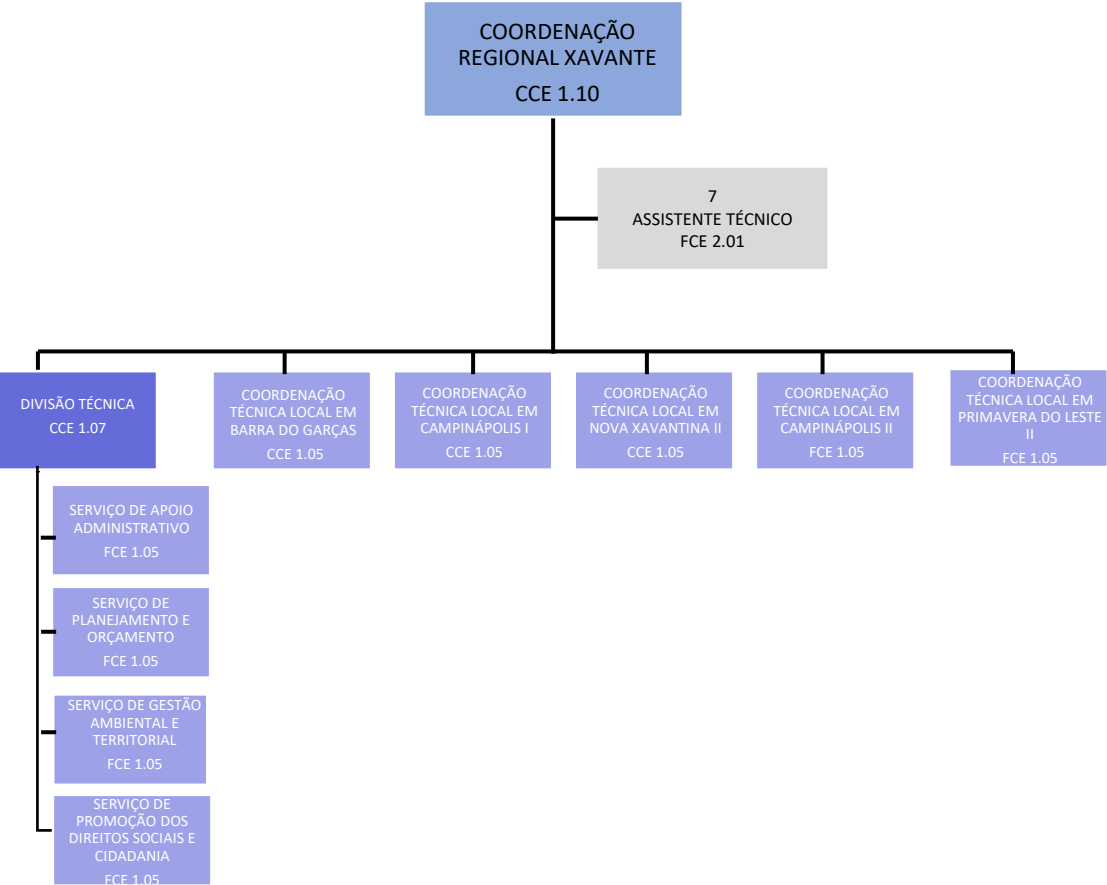 COORDENAÇÃO
REGIONAL XAVANTE
CCE 1.10
7
ASSISTENTE TÉCNICO
FCE 2.01
DIVISÃO TÉCNICA
CCE 1.07
COORDENAÇÃO
TÉCNICA LOCAL EM
BARRA DO GARÇAS
CCE 1.05
COORDENAÇÃO
TÉCNICA LOCAL EM
CAMPINÁPOLIS I
CCE 1.05
COORDENAÇÃO
TÉCNICA LOCAL EM
NOVA XAVANTINA II
CCE 1.05
COORDENAÇÃO
TÉCNICA LOCAL EM
CAMPINÁPOLIS II
FCE 1.05
COORDENAÇÃO
TÉCNICA LOCAL EM
PRIMAVERA DO LESTE
II
FCE 1.05
SERVIÇO DE APOIO
ADMINISTRATIVO
FCE 1.05
SERVIÇO DE
PLANEJAMENTO E
ORÇAMENTO
FCE 1.05
SERVIÇO DE GESTÃO
AMBIENTAL E
TERRITORIAL
FCE 1.05
SERVIÇO DE
PROMOÇÃO DOS
DIREITOS SOCIAIS E
CIDADANIA
FCE 1.05